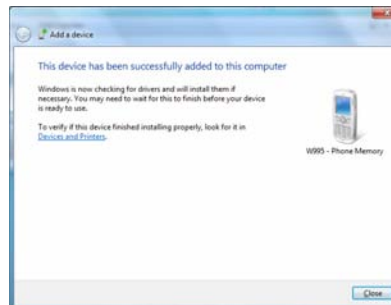 Add a device
This device has been successfully added to this computer
Windows is now checking for drivers and will install them if
necessary. You may need to wait for this to finish before your device
is ready to use.
To verify if this device finished installing properly, look for it in
Devices and Printers.
W995 - Phone Memory
Close